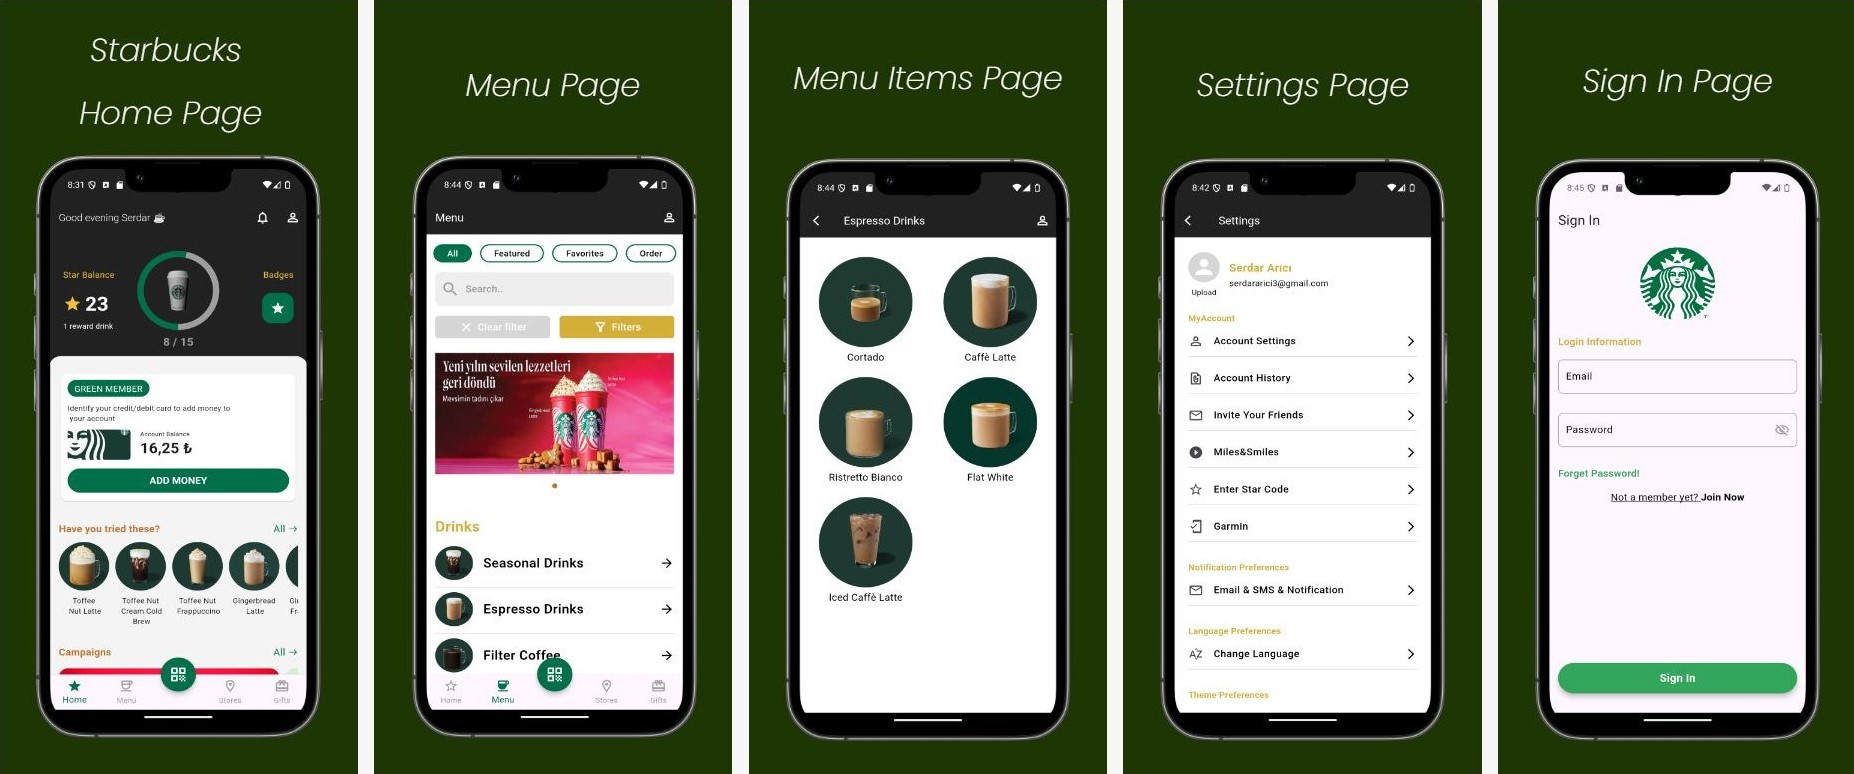 Starbucks
Home Page
8:31
Good evening Serdar
Star Balance
23
1 reward drink
8 / 15
Badges
GREEN MEMBER
Identify your credit/debit card to add money to
your account
Account Balance
16,25 ₺
ADD MONEY
Have you tried these?
All →
Toffee
Nut Latte
Toffee Nut
Cream Cold
Brew
Toffee Nut
Frappuccino
Gingerbread
Latte
Gi
Fr
Campaigns
All →
Home
Menu
Stores
Gifts
Menu Page
8:44
Menu
All
Featured
Favorites
Order
Search..
Clear filter
Filters
Yeni yılın sevilen lezzetleri
geri döndü
Mevsimin tadını çıkar
Toffee Nut
Latte
Gingerbread
Latte
Drinks
Seasonal Drinks
Espresso Drinks
Filter Coffee
Home
Menu
Stores
Gifts
Menu Items Page
8:44
Espresso Drinks
Cortado
Caffè Latte
Ristretto Bianco
Flat White
Iced Caffè Latte
Settings Page
8:42
Settings
Serdar Arıcı
serdararici3@gmail.com
Upload
MyAccount
Account Settings
Account History
Invite Your Friends
Miles&Smiles
Enter Star Code
Garmin
Notification Preferences
Email & SMS & Notification
Language Preferences
AZ Change Language
Theme Preferences
Sign In Page
8:45
Sign In
Login Information
Email
Password
Forget Password!
Not a member yet? Join Now
Sign In